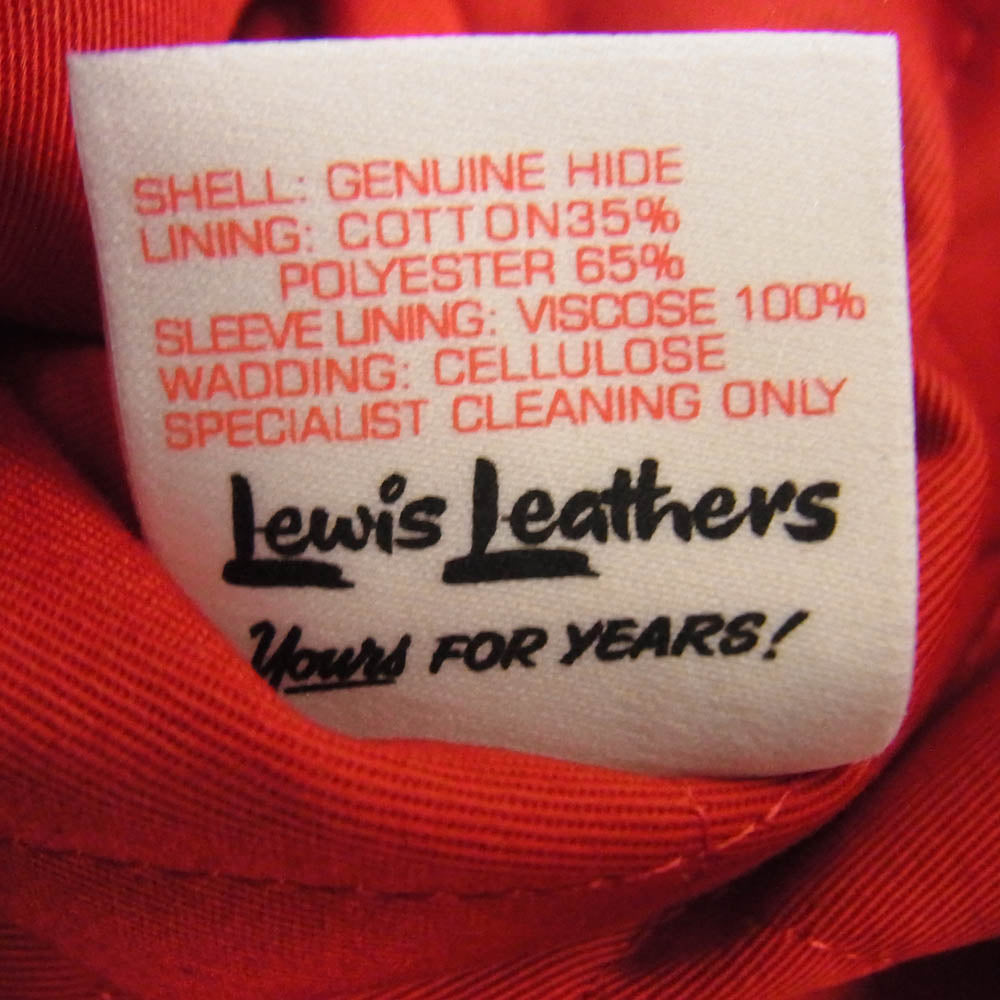 SHELL: GENUINE HIDE
LINING: COTTON35%
POLYESTER 65%
SLEEVE LINING: VISCOSE 100%
WADDING: CELLULOSE
SPECIALIST CLEANING ONLY
Lewis Leathers
Yours FOR YEARS!